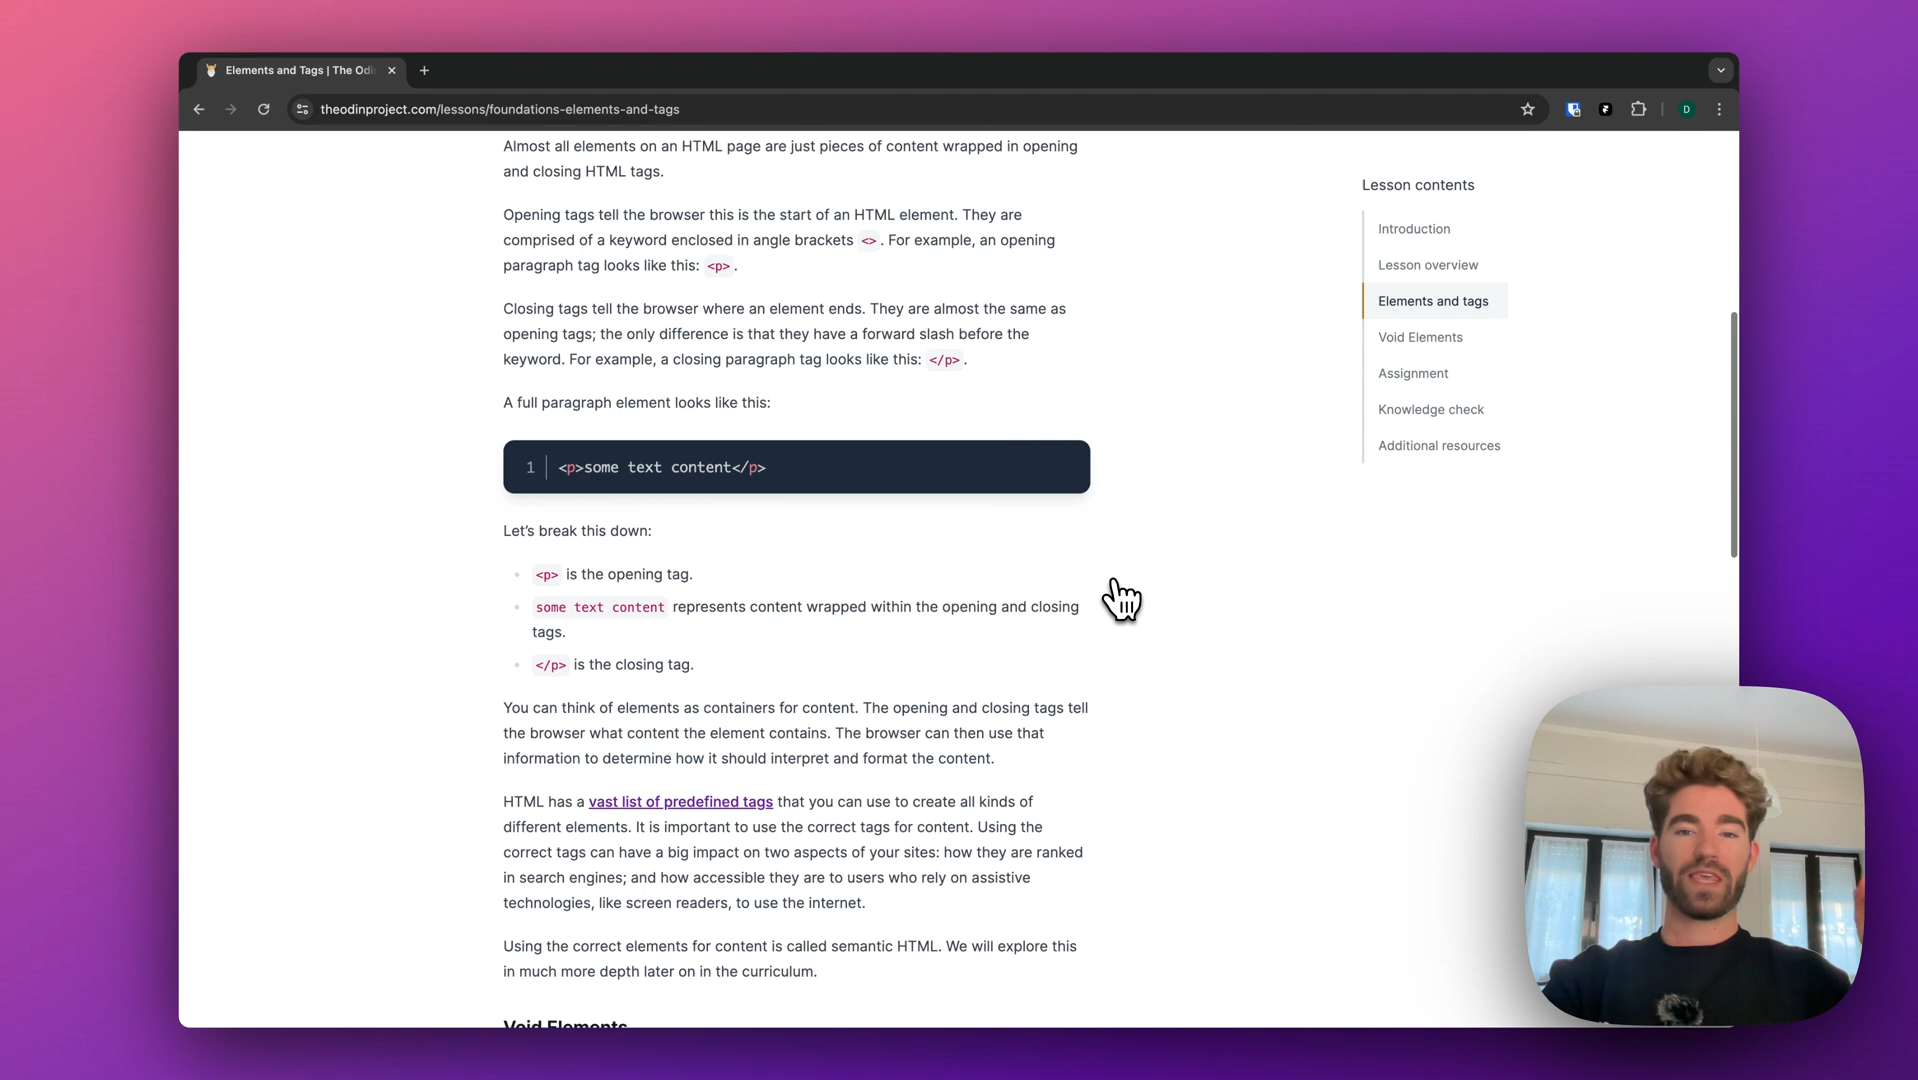 Elements and Tags | The Odi
theodinproject.com/lessons/foundations-elements-and-tags
D
Almost all elements on an HTML page are just pieces of content wrapped in opening
and closing HTML tags.
Opening tags tell the browser this is the start of an HTML element. They are
comprised of a keyword enclosed in angle brackets <>. For example, an opening
paragraph tag looks like this: <p>.
Closing tags tell the browser where an element ends. They are almost the same as
opening tags; the only difference is that they have a forward slash before the
keyword. For example, a closing paragraph tag looks like this: </p>.
A full paragraph element looks like this:
1 <p>some text content</p>
Let’s break this down:
<p> is the opening tag.
some text content represents content wrapped within the opening and closing
tags.
</p> is the closing tag.
You can think of elements as containers for content. The opening and closing tags tell
the browser what content the element contains. The browser can then use that
information to determine how it should interpret and format the content.
HTML has a vast list of predefined tags that you can use to create all kinds of
different elements. It is important to use the correct tags for content. Using the
correct tags can have a big impact on two aspects of your sites: how they are ranked
in search engines; and how accessible they are to users who rely on assistive
technologies, like screen readers, to use the internet.
Using the correct elements for content is called semantic HTML. We will explore this
in much more depth later on in the curriculum.
Void Elements
Lesson contents
Introduction
Lesson overview
Elements and tags
Void Elements
Assignment
Knowledge check
Additional resources